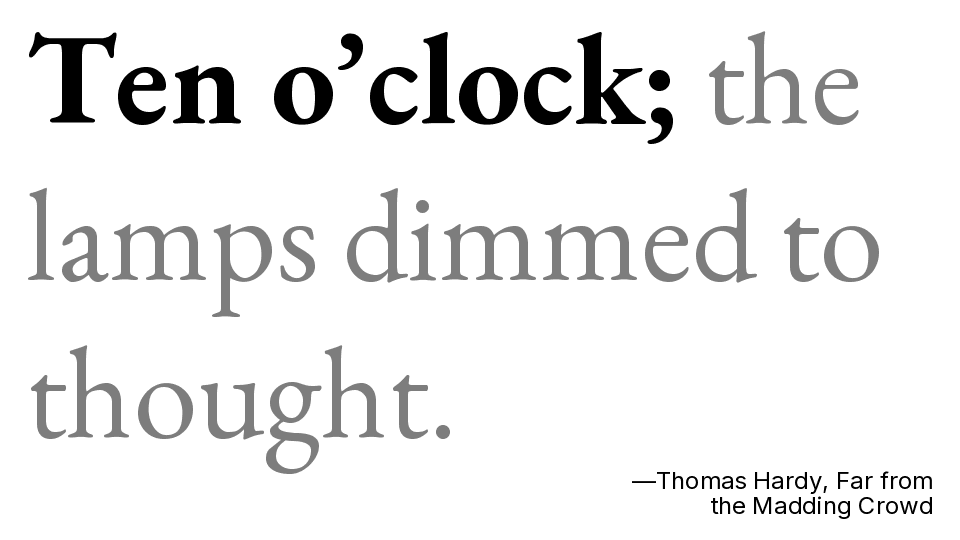 Ten o’clock; the
lamps dimmed to
thought.
—Thomas Hardy, Far from
the Madding Crowd